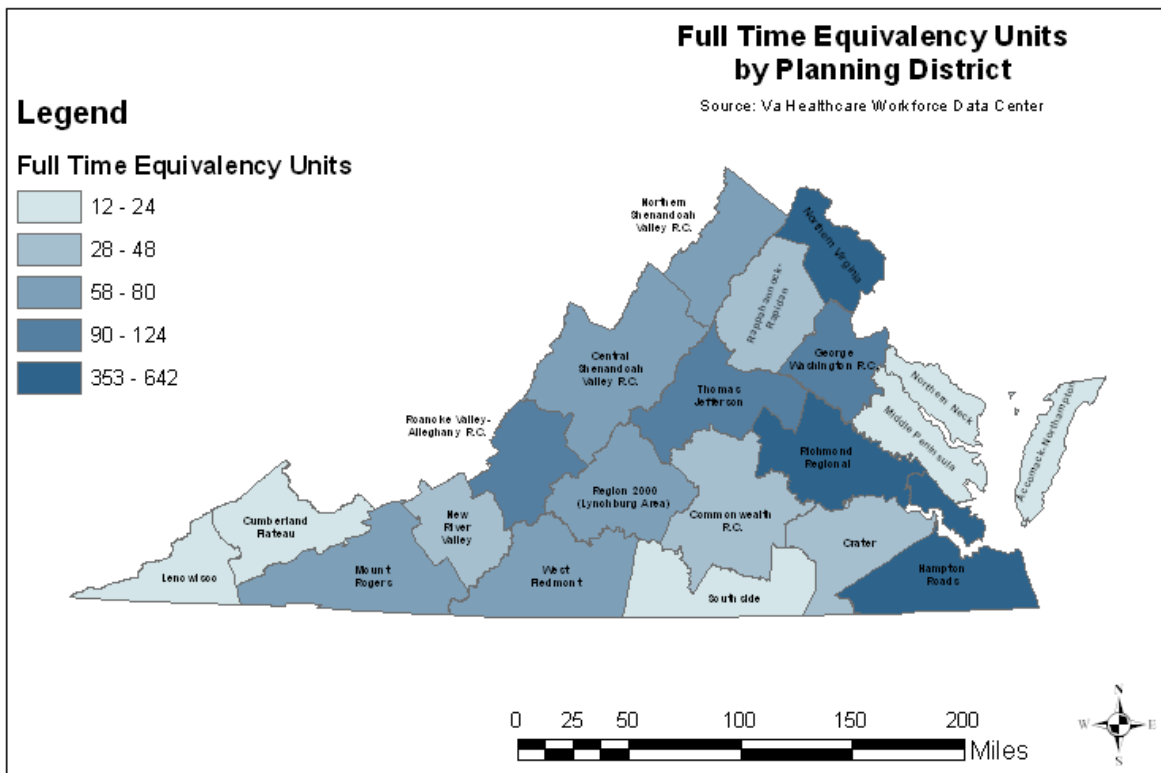 Full Time Equivalency Units
by Planning District
Source: Va Healthcare Workforce Data Center
Legend
Full Time Equivalency Units
12 - 24
28 - 48
58 - 80
90 - 124
353 - 642
Northern
Shenandoah
Valley R.C.
Northern Virginia
Rappahannock-
Rapidan
Central
Shenandoah
Valley R.C.
George
Washington R.C.
Thomas
Jefferson
Northern Neck
Middle Peninsula
Accomack-Northampton
Roanoke Valley-
Alleghany R.C.
Richmond
Regional
Region 2000
(Lynchburg Area)
New
River
Valley
Commonwealth
R.C.
Cumberland
Plateau
Crater
Lenowisco
Mount
Rogers
West
Piedmont
Southside
Hampton
Roads
0 25 50 100 150 200
Miles
N
W E
S